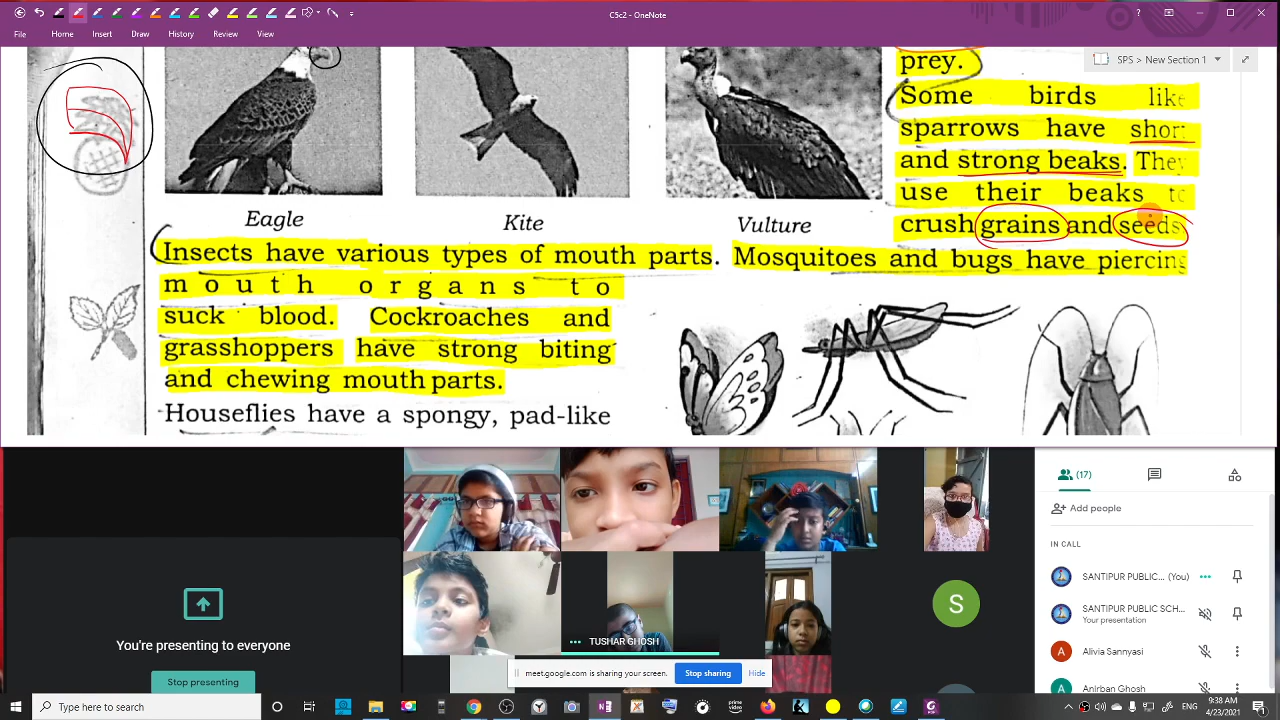 C5c2 - OneNote
File Home Insert Draw History Review View
SPS > New Section 1
prey.
Some birds like
sparrows have short
and strong beaks. They
use their beaks to
crush grains and seeds
Eagle Kite Vulture
Insects have various types of mouth parts. Mosquitoes and bugs have piercing
mouth organs to
suck blood. Cockroaches and
grasshoppers have strong biting
and chewing mouth parts.
Houseflies have a spongy, pad-like
(17)
Add people
IN CALL
SANTIPUR PUBLIC... (You)
SANTIPUR PUBLIC SCH...
Your presentation
A Alivia Sannyasi
A Anirban Ghosh
S
TUSHAR GHOSH
You're presenting to everyone
Stop presenting
meet.google.com is sharing your screen. Stop sharing Hide
Type here to search
prime video
ENG
9:38 AM
4/23/2021